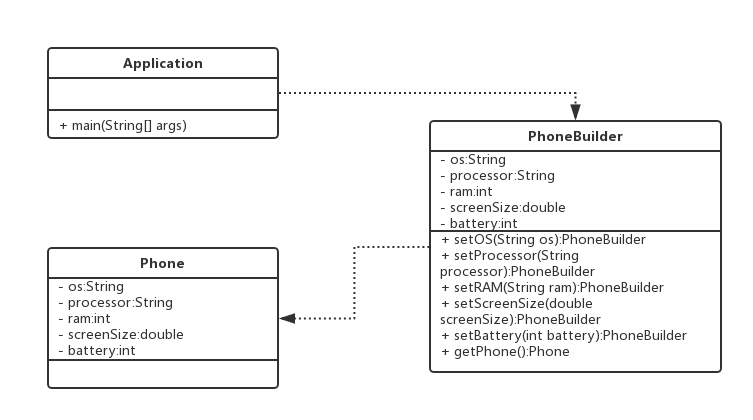 Application
+ main(String[] args)
PhoneBuilder
- os:String
- processor:String
- ram:int
- screenSize:double
- battery:int
+ setOS(String os):PhoneBuilder
+ setProcessor(String
processor):PhoneBuilder
+ setRAM(String ram):PhoneBuilder
+ setScreenSize(double
screenSize):PhoneBuilder
+ setBattery(int battery):PhoneBuilder
+ getPhone():Phone
Phone
- os:String
- processor:String
- ram:int
- screenSize:double
- battery:int